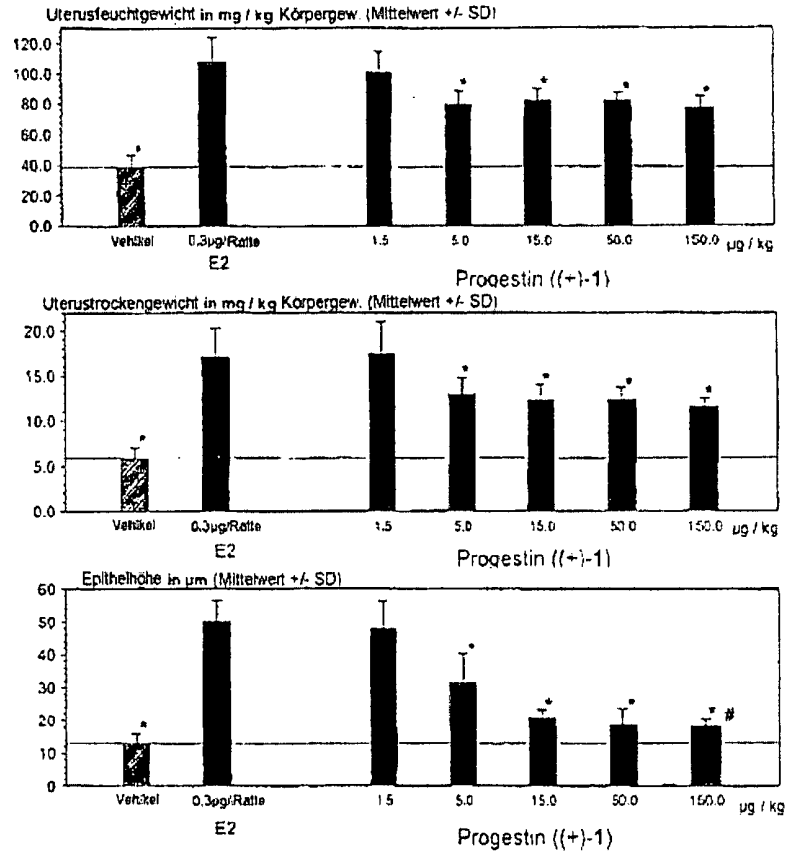 Uterusfeuchtgewicht in mg / kg Körpergew. (Mittelwert +/- SD)
120.0
100.0
80.0
60.0
40.0
20.0
0.0
*
*
*
*
*
Vehikel
0,3µg/Ratte
1.5
5.0
15.0
50.0
150.0
µg / kg
E2
Progestin ((+)-1)
Uterustrockengewicht in mg / kg Körpergew. (Mittelwert +/- SD)
20.0
15.0
10.0
5.0
0.0
*
*
*
*
*
Vehikel
0,3µg/Ratte
1.5
5.0
15.0
50.0
150.0
µg / kg
E2
Progestin ((+)-1)
Epithelhöhe in µm (Mittelwert +/- SD)
60
50
40
30
20
10
0
*
*
*
*
* #
Vehikel
0,3µg/Ratte
1.5
5.0
15.0
50.0
150.0
µg / kg
E2
Progestin ((+)-1)